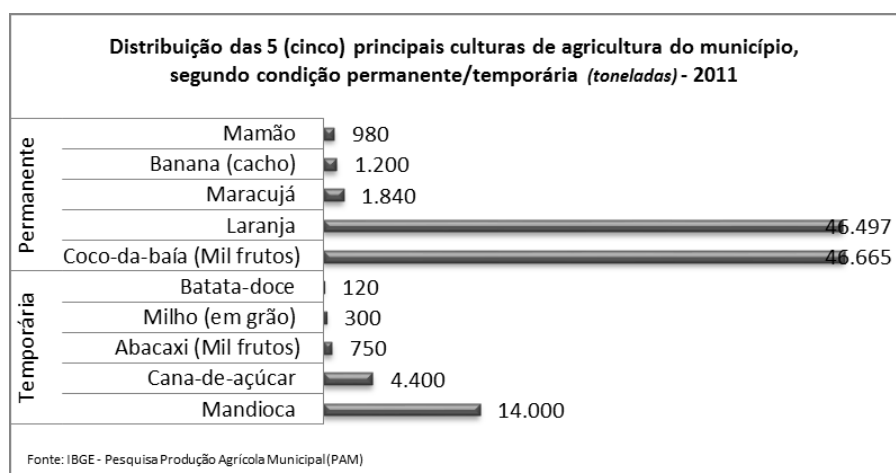 Distribuição das 5 (cinco) principais culturas de agricultura do município,
segundo condição permanente/temporária (toneladas) - 2011
Permanente
Mamão 980
Banana (cacho) 1.200
Maracujá 1.840
Laranja 46.497
Coco-da-baía (Mil frutos) 46.665
Temporária
Batata-doce 120
Milho (em grão) 300
Abacaxi (Mil frutos) 750
Cana-de-açúcar 4.400
Mandioca 14.000
Fonte: IBGE - Pesquisa Produção Agrícola Municipal (PAM)